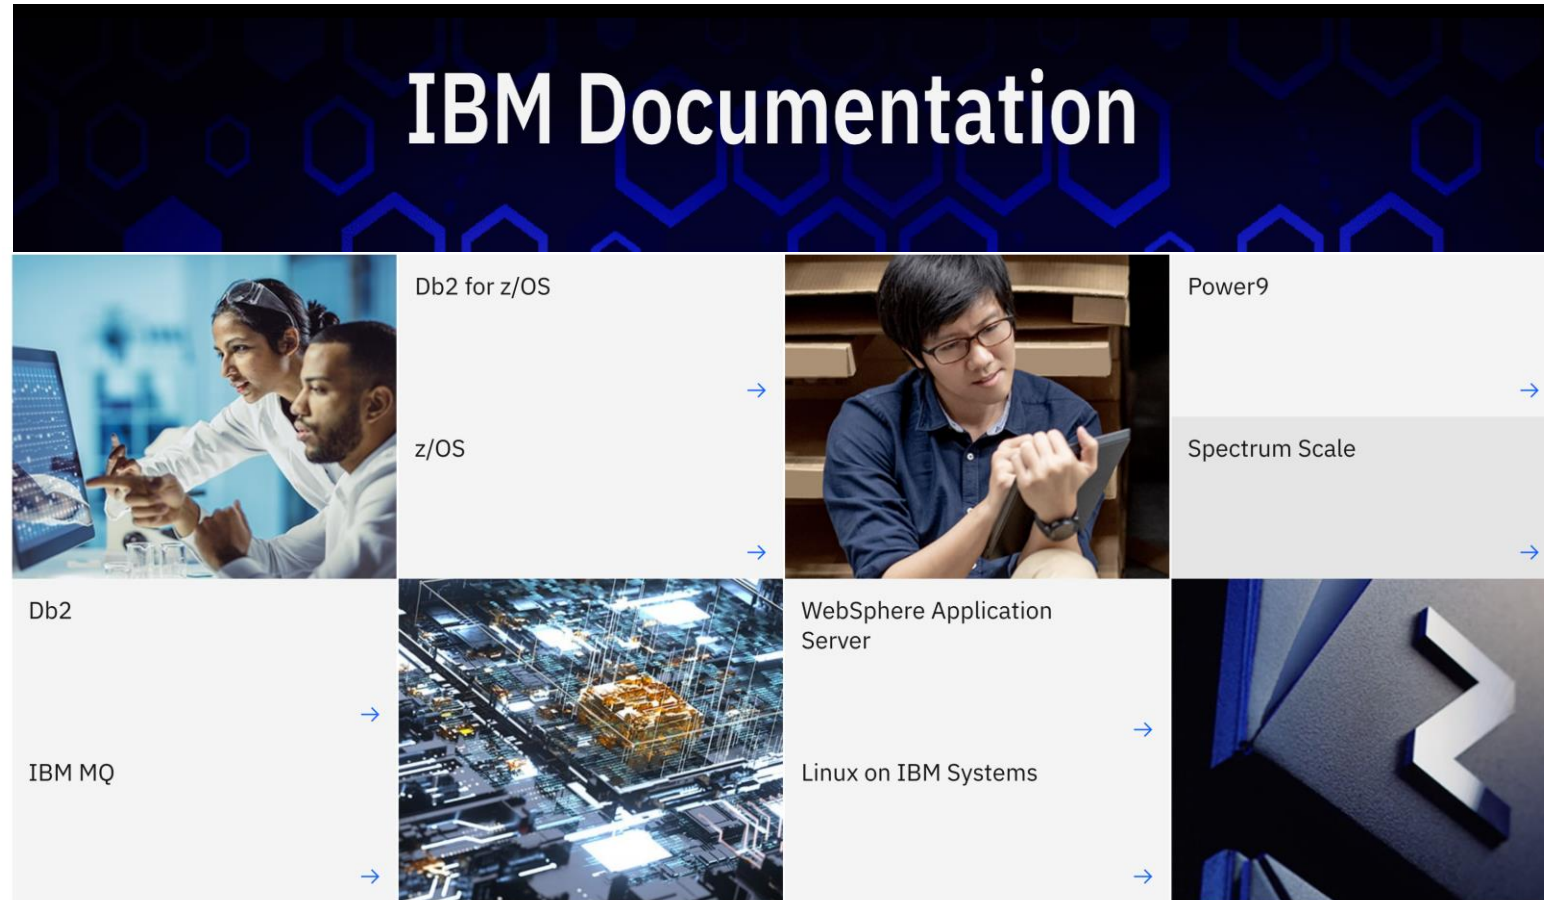 IBM Documentation
Db2 for z/OS
Power9
z/OS
Spectrum Scale
Db2
WebSphere Application
Server
IBM MQ
Linux on IBM Systems